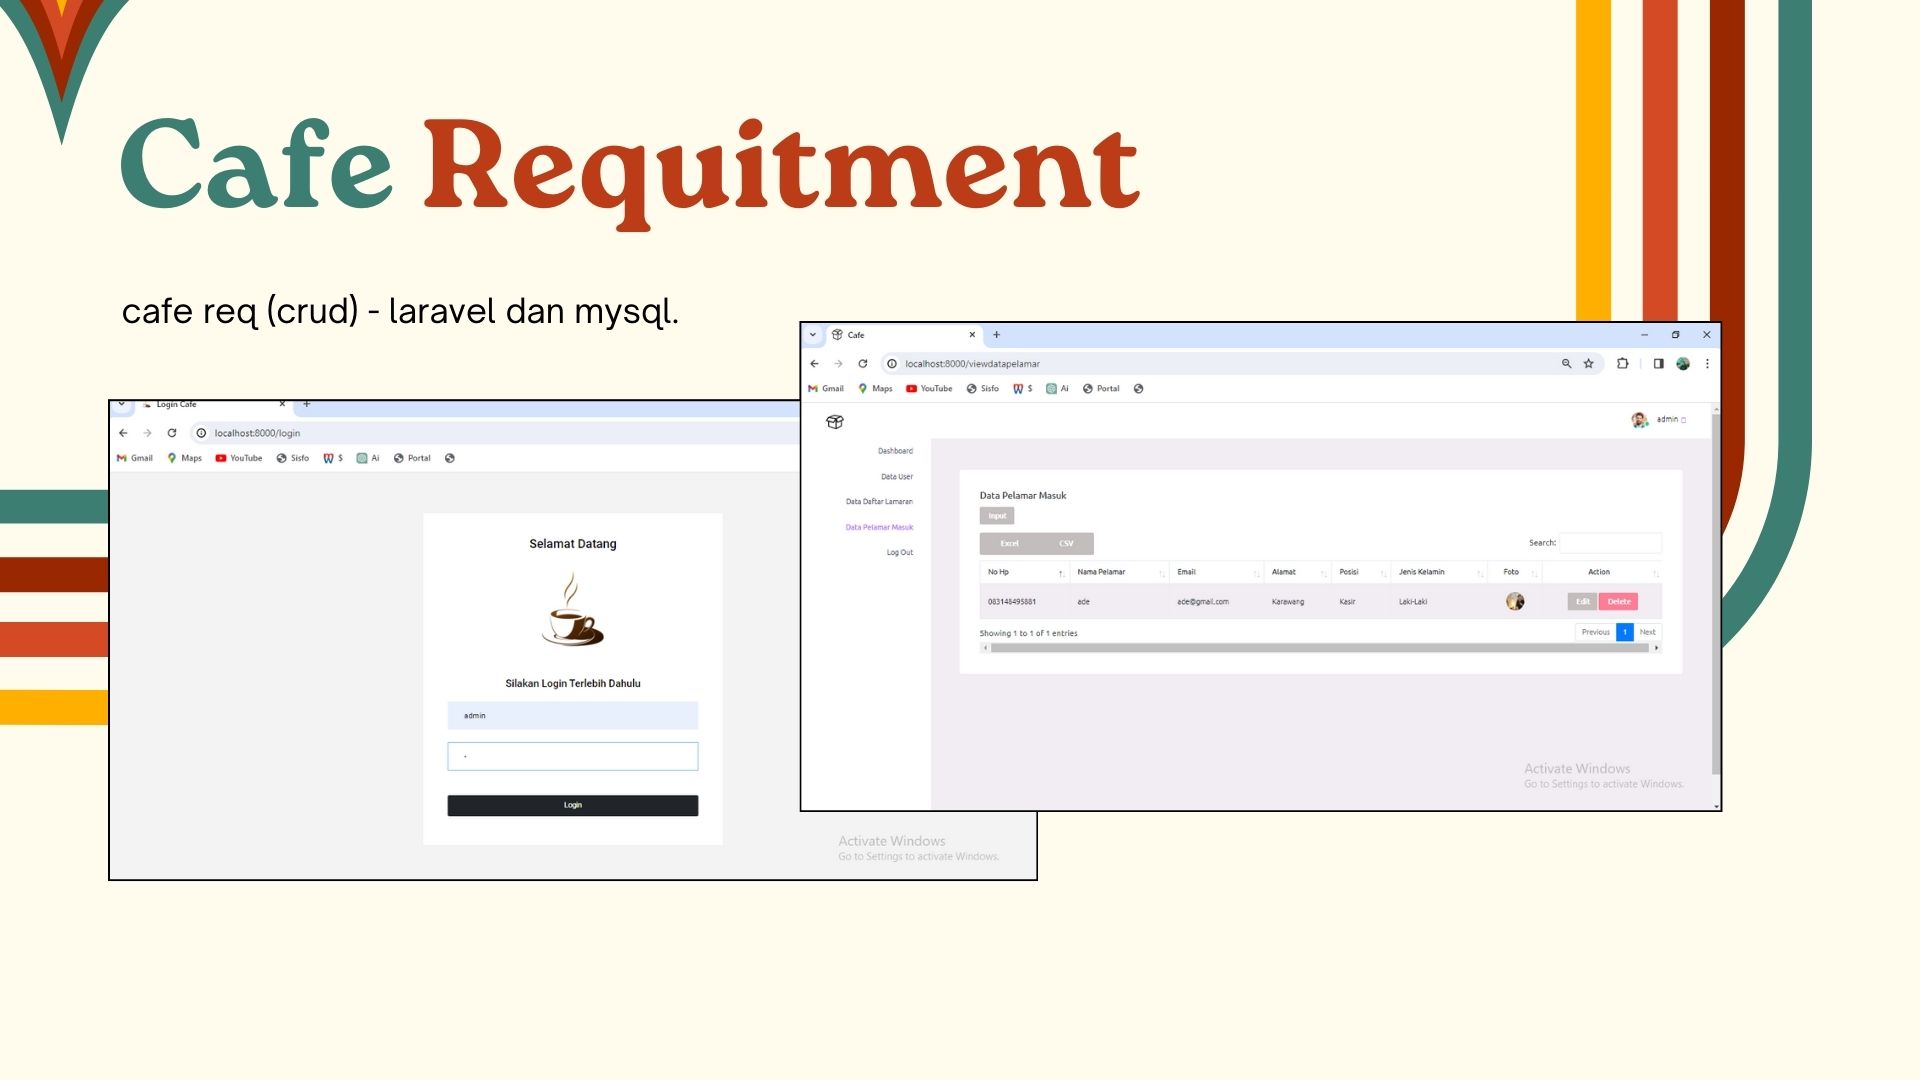 Cafe Requitment
cafe req (crud) - laravel dan mysql.
Login Cafe
localhost:8000/login
Gmail Maps YouTube Sisfo $ Ai Portal
Selamat Datang
Silakan Login Terlebih Dahulu
admin
Login
Activate Windows
Go to Settings to activate Windows.
Cafe
localhost:8000/viewdatapelamar
Gmail Maps YouTube Sisfo $ Ai Portal
admin
Dashboard
Data User
Data Daftar Lamaran
Data Pelamar Masuk
Log Out
Data Pelamar Masuk
Input
Excel CSV
Search:
No Hp Nama Pelamar Email Alamat Posisi Jenis Kelamin Foto Action
083148495881 ade ade@gmail.com Karawang Kasir Laki-Laki Edit Delete
Showing 1 to 1 of 1 entries
Previous 1 Next
Activate Windows
Go to Settings to activate Windows.